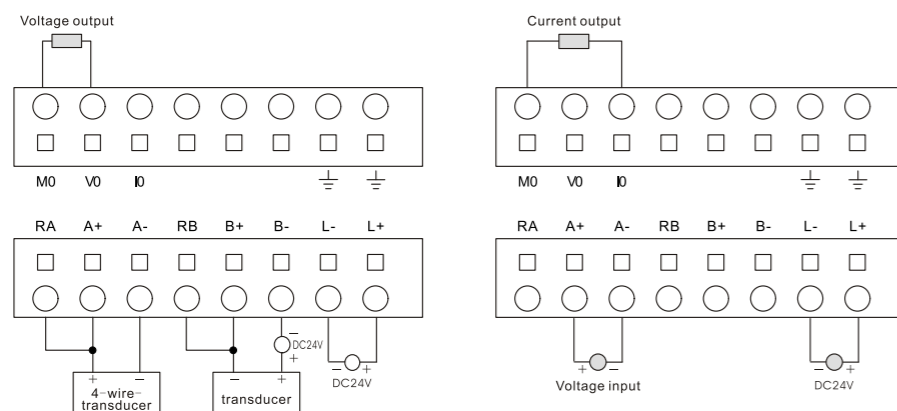 Voltage output
Current output
M0 V0 I0
M0 V0 I0
RA A+ A- RB B+ B- L- L+
RA A+ A- RB B+ B- L- L+
− DC24V +
− +
DC24V
+ −
4-wire-
transducer
− +
transducer
− +
Voltage input
− +
DC24V